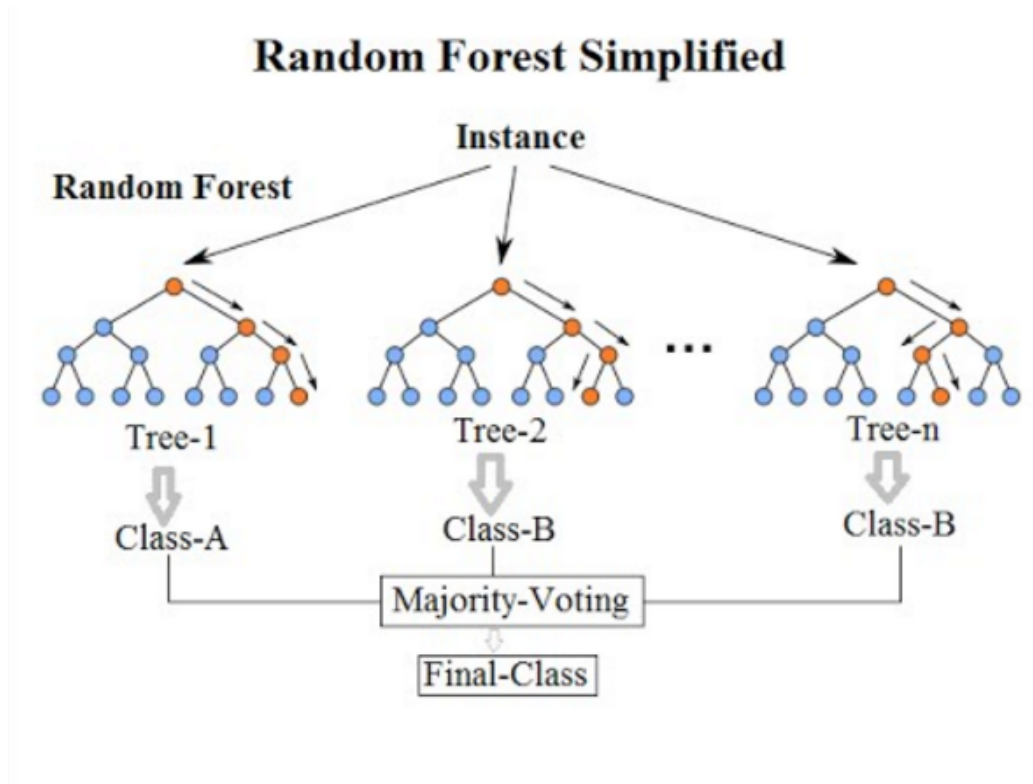 Random Forest Simplified
Instance
Random Forest
...
Tree-1
Tree-2
Tree-n
Class-A
Class-B
Class-B
Majority-Voting
Final-Class